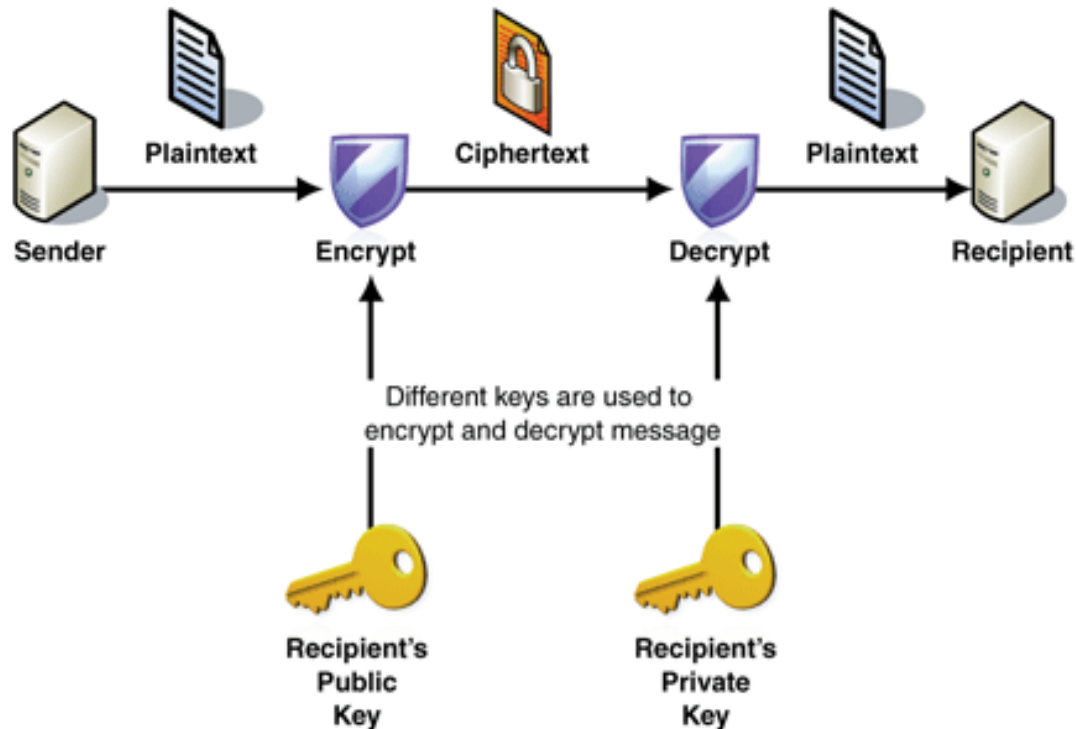 Plaintext
Ciphertext
Plaintext
Sender
Encrypt
Decrypt
Recipient
Different keys are used to
encrypt and decrypt message
Recipient's
Public
Key
Recipient's
Private
Key